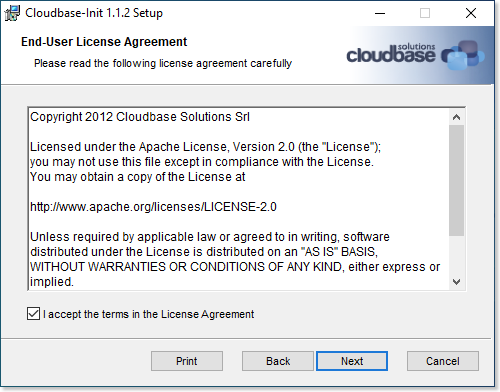 Cloudbase-Init 1.1.2 Setup
End-User License Agreement
Please read the following license agreement carefully
cloudbase solutions
Copyright 2012 Cloudbase Solutions Srl
Licensed under the Apache License, Version 2.0 (the "License");
you may not use this file except in compliance with the License.
You may obtain a copy of the License at
http://www.apache.org/licenses/LICENSE-2.0
Unless required by applicable law or agreed to in writing, software
distributed under the License is distributed on an "AS IS" BASIS,
WITHOUT WARRANTIES OR CONDITIONS OF ANY KIND, either express or
implied.
I accept the terms in the License Agreement
Print Back Next Cancel